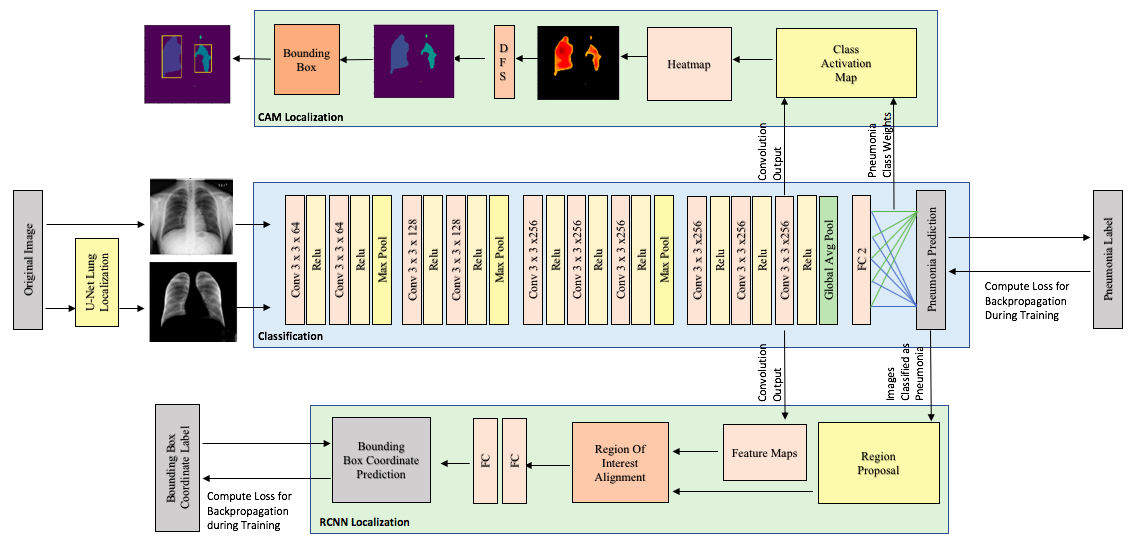 Bounding
Box
D
F
S
Heatmap
Class
Activation
Map
CAM Localization
Convolution
Output
Pneumonia
Class Weights
Original Image
U-Net Lung
Localization
Conv 3 x 3 x 64
Relu
Conv 3 x 3 x 64
Relu
Max Pool
Conv 3 x 3 x 128
Relu
Conv 3 x 3 x 128
Relu
Max Pool
Conv 3 x 3 x256
Relu
Conv 3 x 3 x256
Relu
Conv 3 x 3 x256
Relu
Max Pool
Conv 3 x 3 x256
Relu
Conv 3 x 3 x256
Relu
Conv 3 x 3 x256
Relu
Global Avg Pool
FC 2
Pneumonia Prediction
Pneumonia Label
Compute Loss for
Backpropagation
During Training
Classification
Convolution
Output
Images
Classified as
Pneumonia
Bounding Box
Coordinate Label
Compute Loss for
Backpropagation
during Training
Bounding
Box Coordinate
Prediction
FC
FC
Region Of
Interest
Alignment
Feature Maps
Region
Proposal
RCNN Localization